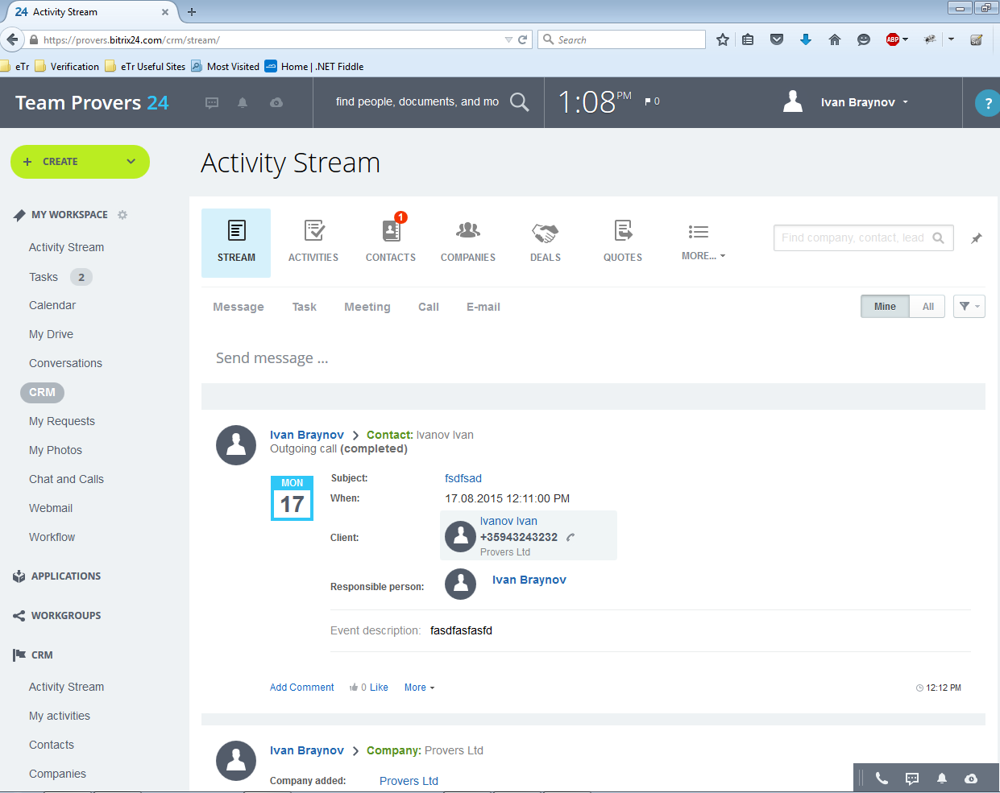 24 Activity Stream
https://provers.bitrix24.com/crm/stream/
Search
ABP
eTr Verification eTr Useful Sites Most Visited Home | .NET Fiddle
Team Provers 24
find people, documents, and mo
1:08 PM
0
Ivan Braynov
?
+ CREATE
Activity Stream
MY WORKSPACE
Activity Stream
Tasks 2
Calendar
My Drive
Conversations
CRM
My Requests
My Photos
Chat and Calls
Webmail
Workflow
APPLICATIONS
WORKGROUPS
CRM
Activity Stream
My activities
Contacts
Companies
STREAM
ACTIVITIES
1
CONTACTS
COMPANIES
DEALS
QUOTES
MORE...
Find company, contact, lead
Message Task Meeting Call E-mail
Mine All
Send message ...
Ivan Braynov > Contact: Ivanov Ivan
Outgoing call (completed)
MON
17
Subject: fsdfsad
When: 17.08.2015 12:11:00 PM
Client: Ivanov Ivan
+35943243232
Provers Ltd
Responsible person: Ivan Braynov
Event description: fasdfasfasfd
Add Comment 0 Like More
12:12 PM
Ivan Braynov > Company: Provers Ltd
Company added: Provers Ltd